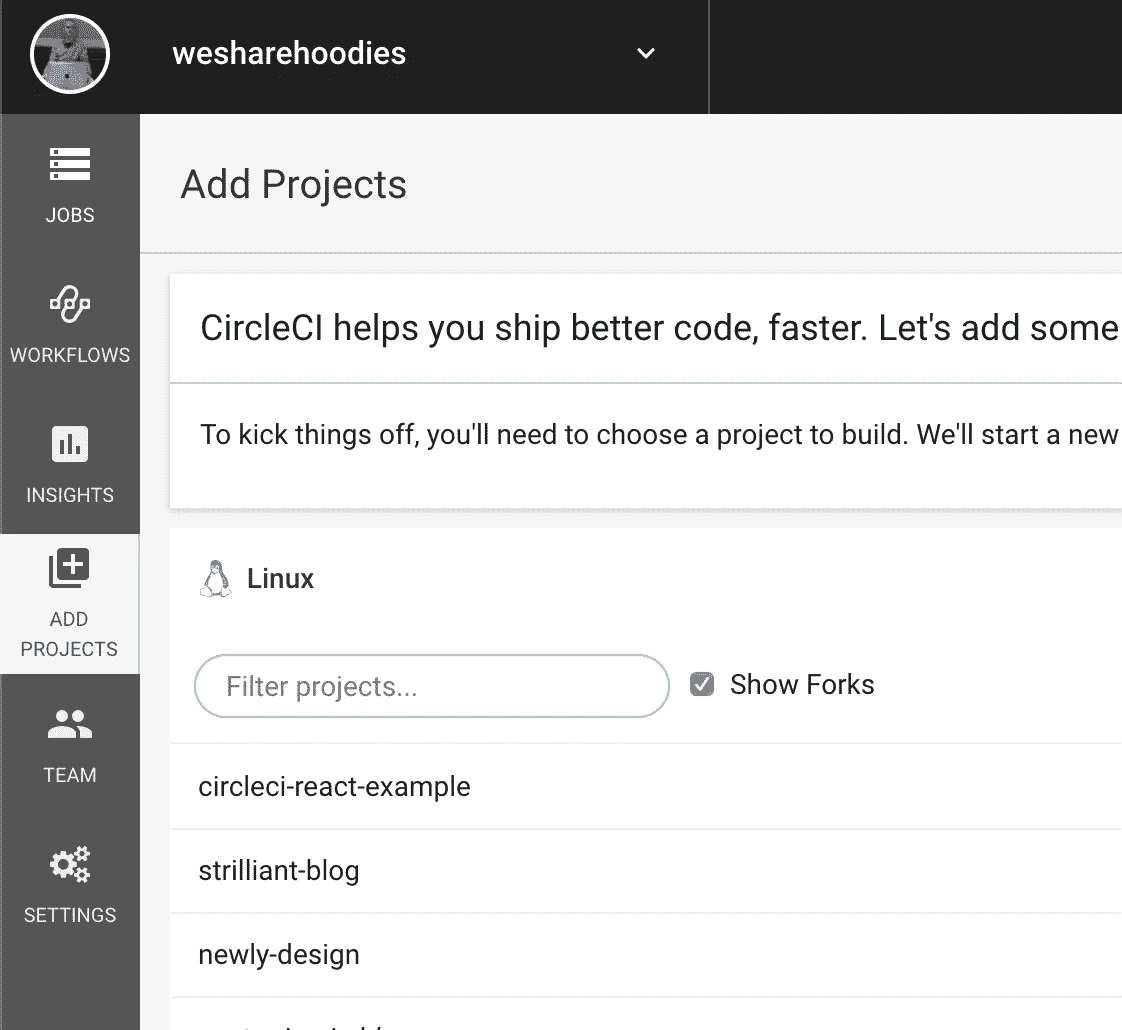 wesharehoodies
JOBS
WORKFLOWS
INSIGHTS
ADD
PROJECTS
TEAM
SETTINGS
Add Projects
CircleCI helps you ship better code, faster. Let's add some
To kick things off, you'll need to choose a project to build. We'll start a new
Linux
Filter projects...
Show Forks
circleci-react-example
strilliant-blog
newly-design